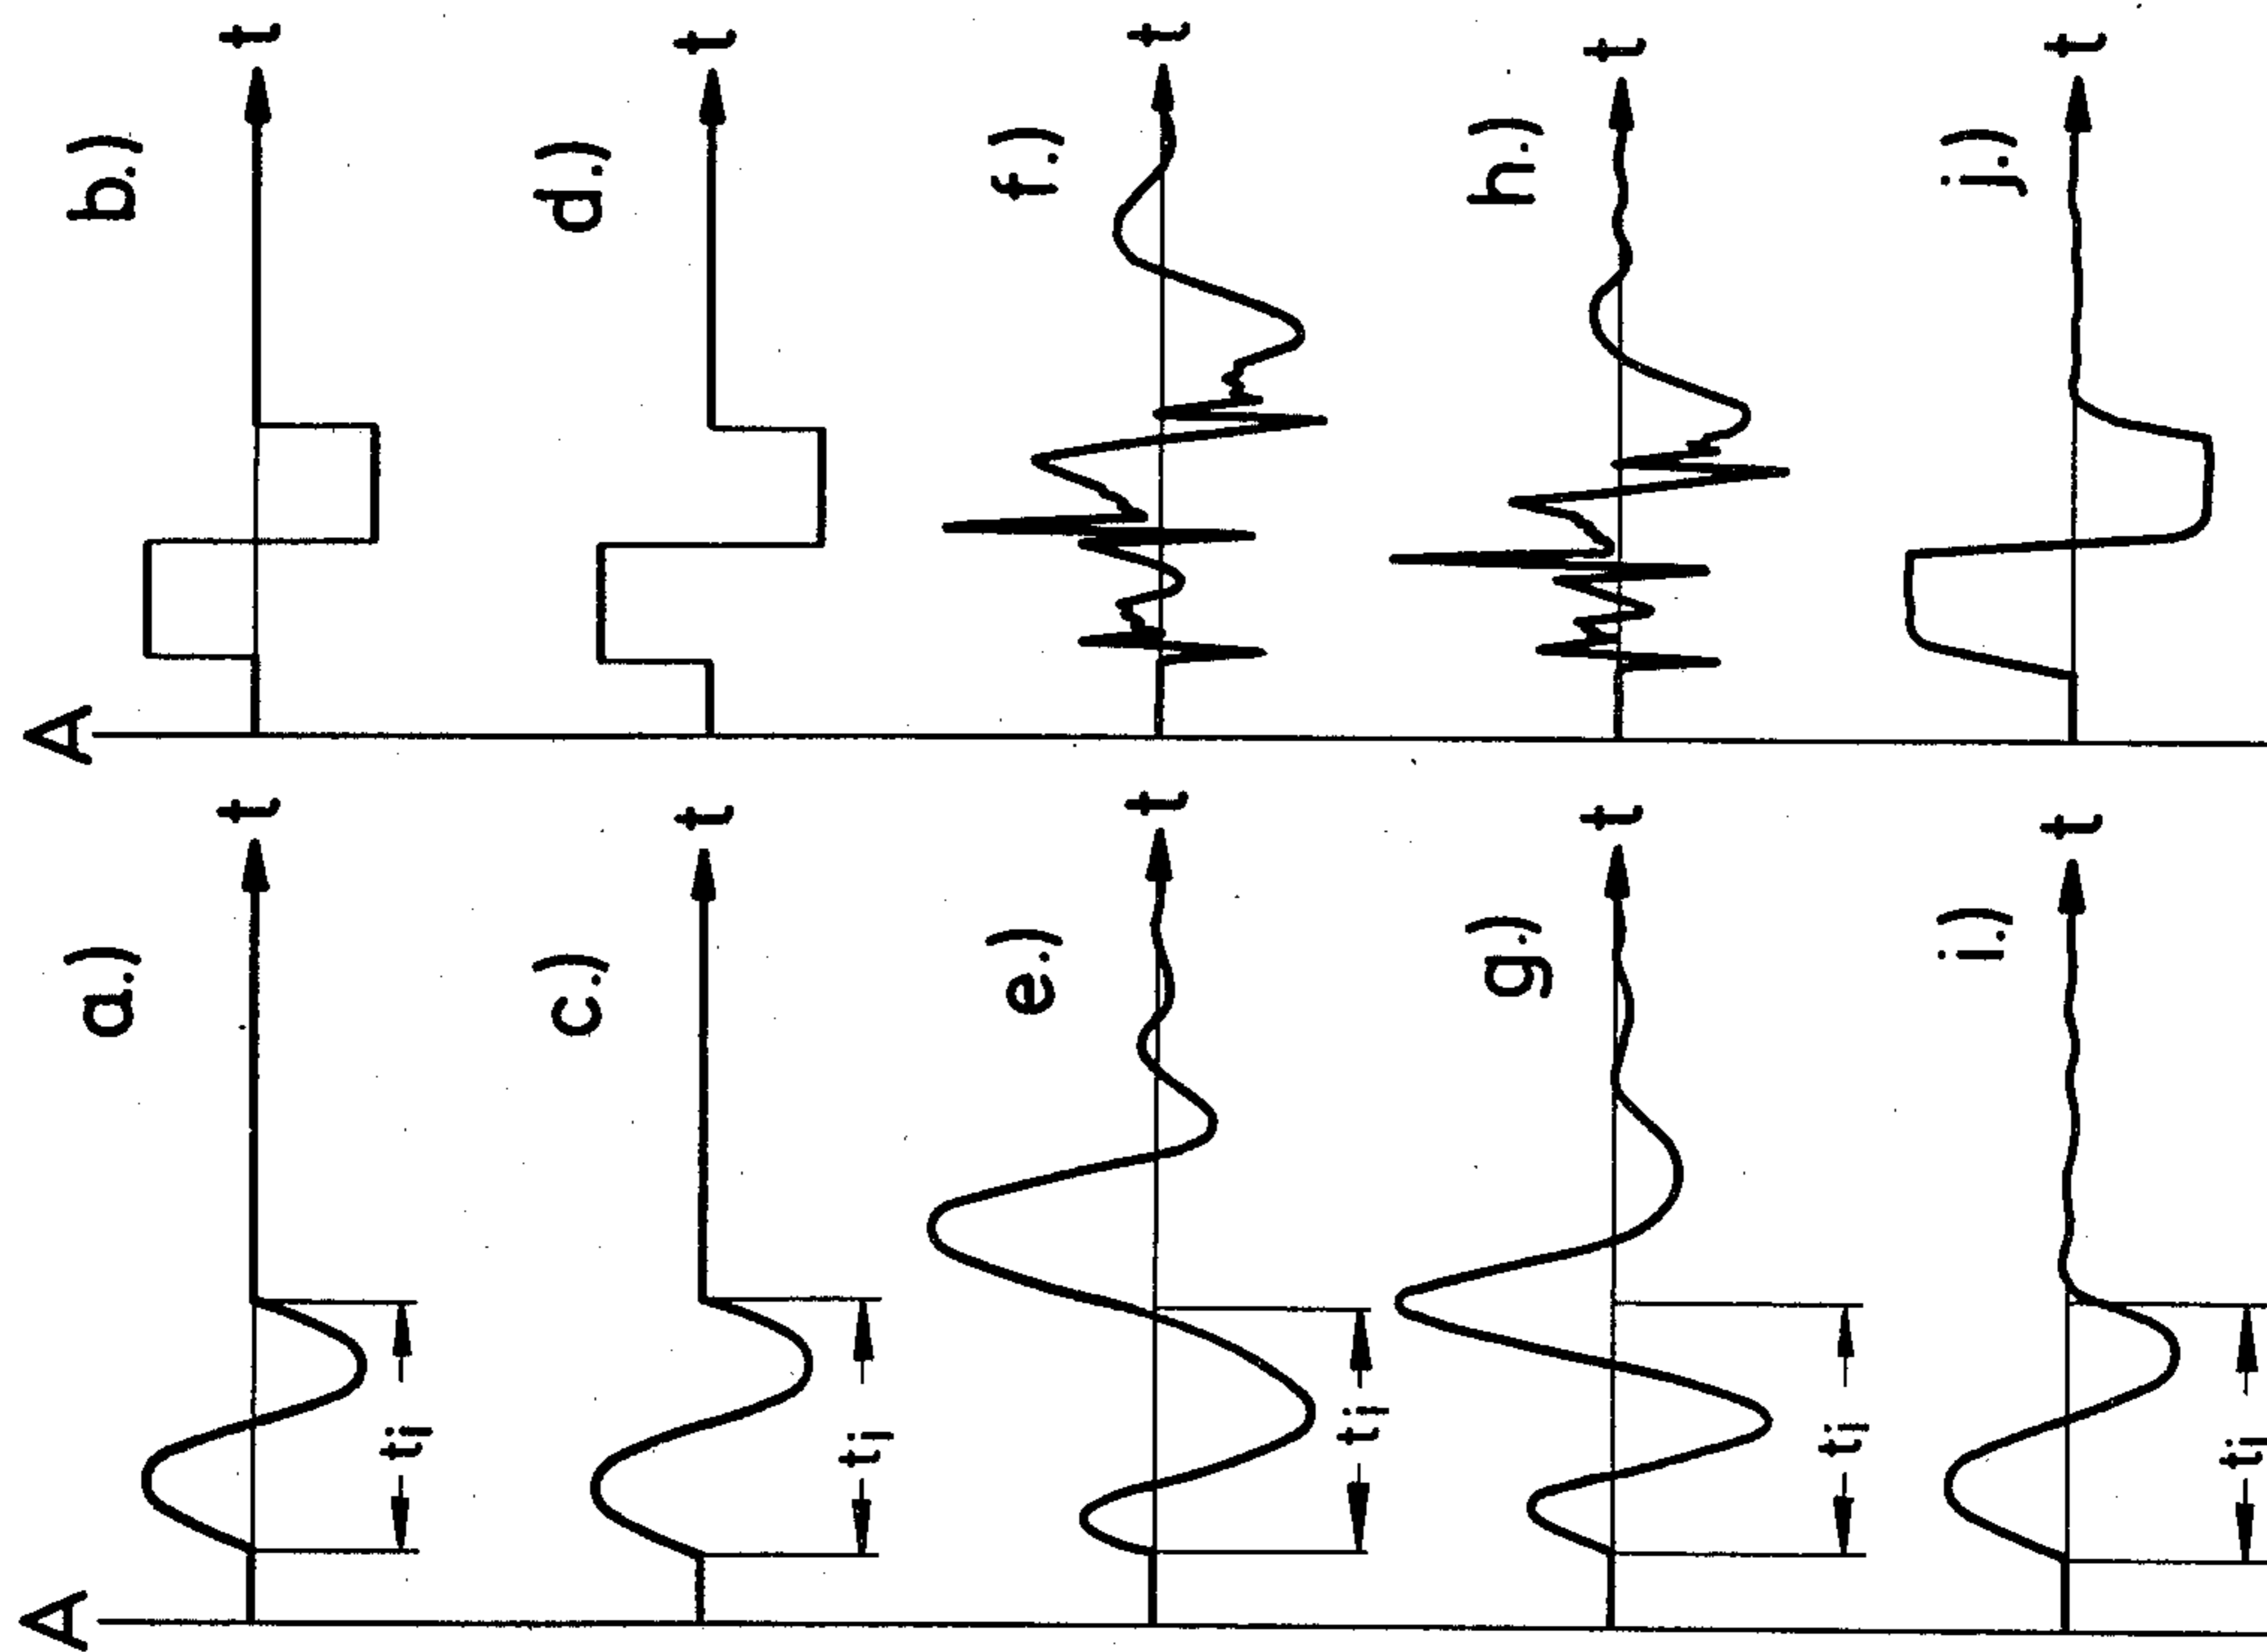 A A
a.) b.)
t t
ti
c.) d.)
t t
ti
e.) f.)
t t
ti
g.) h.)
t t
ti
i.) j.)
t t
ti